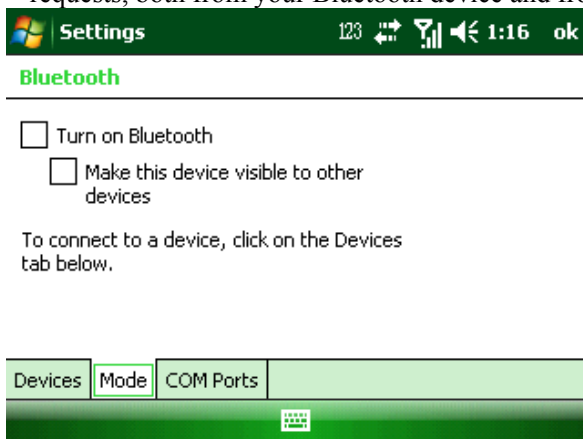 requests, both from your Bluetooth device and fro
Settings 123 1:16 ok
Bluetooth
Turn on Bluetooth
Make this device visible to other
devices
To connect to a device, click on the Devices
tab below.
Devices Mode COM Ports